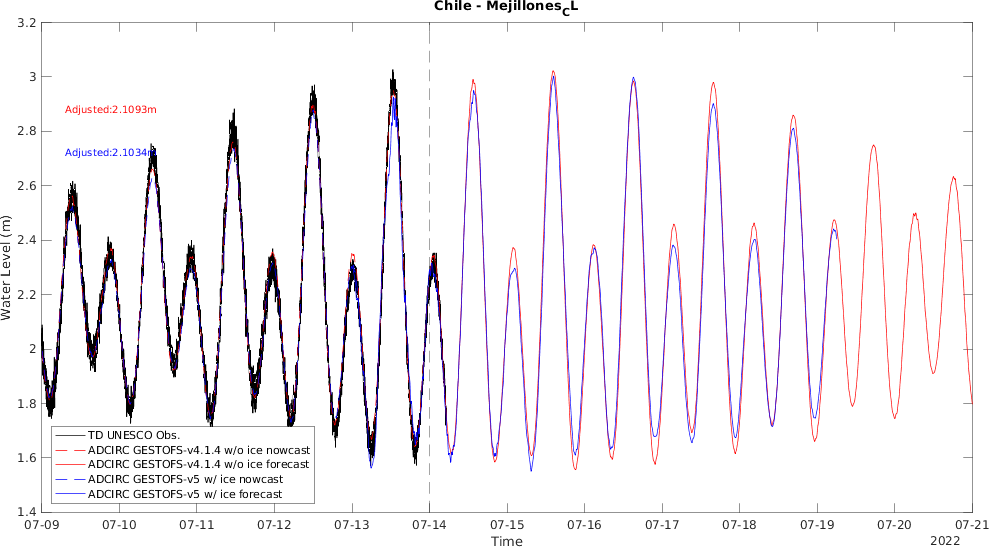 Chile - Mejillones_CL
3.2
3
2.8
2.6
2.4
2.2
2
1.8
1.6
1.4
Water Level (m)
Adjusted:2.1093m
Adjusted:2.1034m
TD UNESCO Obs.
ADCIRC GESTOFS-v4.1.4 w/o ice nowcast
ADCIRC GESTOFS-v4.1.4 w/o ice forecast
ADCIRC GESTOFS-v5 w/ ice nowcast
ADCIRC GESTOFS-v5 w/ ice forecast
07-09 07-10 07-11 07-12 07-13 07-14 07-15 07-16 07-17 07-18 07-19 07-20 07-21
Time
2022